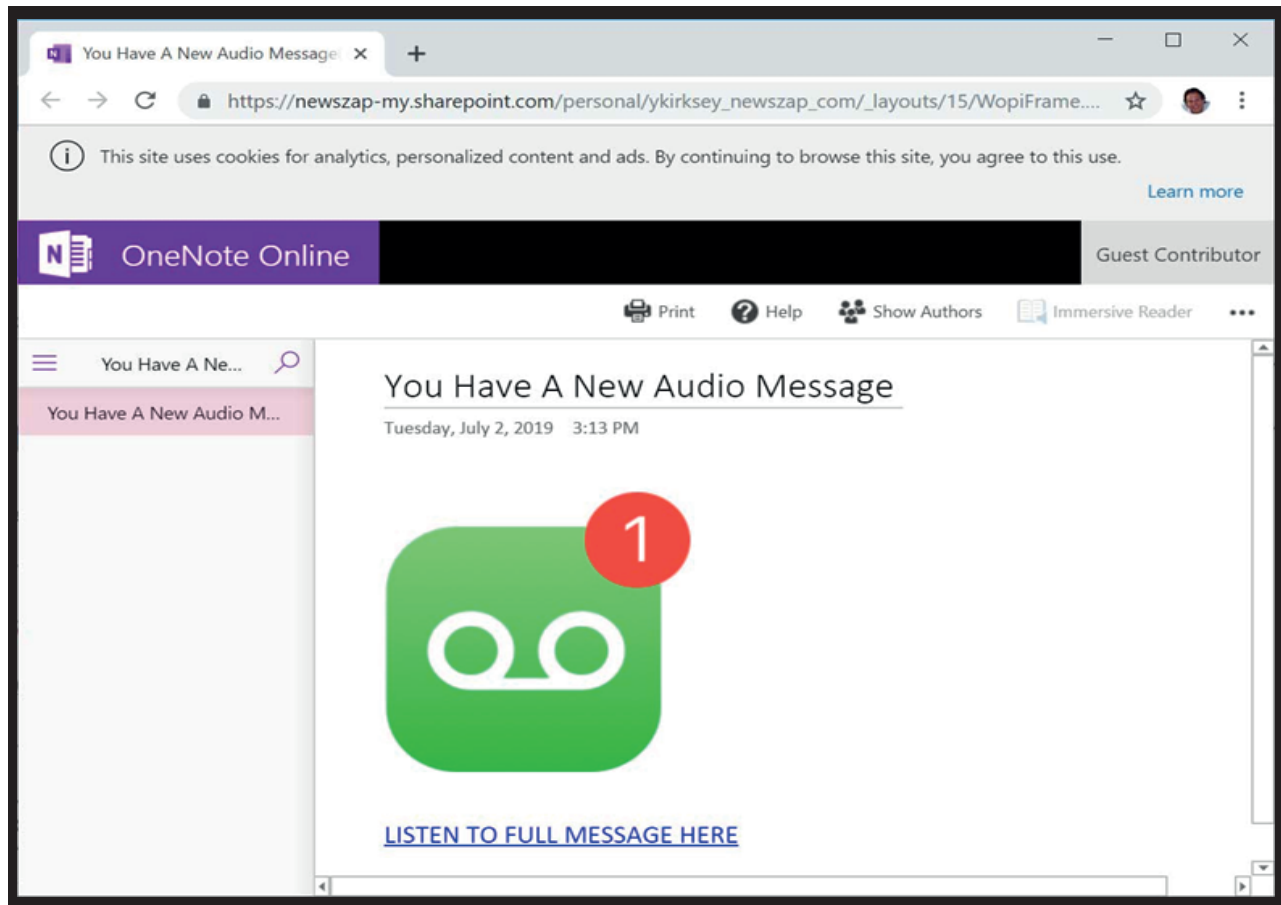 You Have A New Audio Message
https://newszap-my.sharepoint.com/personal/ykirksey_newszap_com/_layouts/15/WopiFrame....
This site uses cookies for analytics, personalized content and ads. By continuing to browse this site, you agree to this use.
Learn more
N OneNote Online
Guest Contributor
Print Help Show Authors Immersive Reader
You Have A Ne...
You Have A New Audio M...
You Have A New Audio Message
Tuesday, July 2, 2019 3:13 PM
1
LISTEN TO FULL MESSAGE HERE